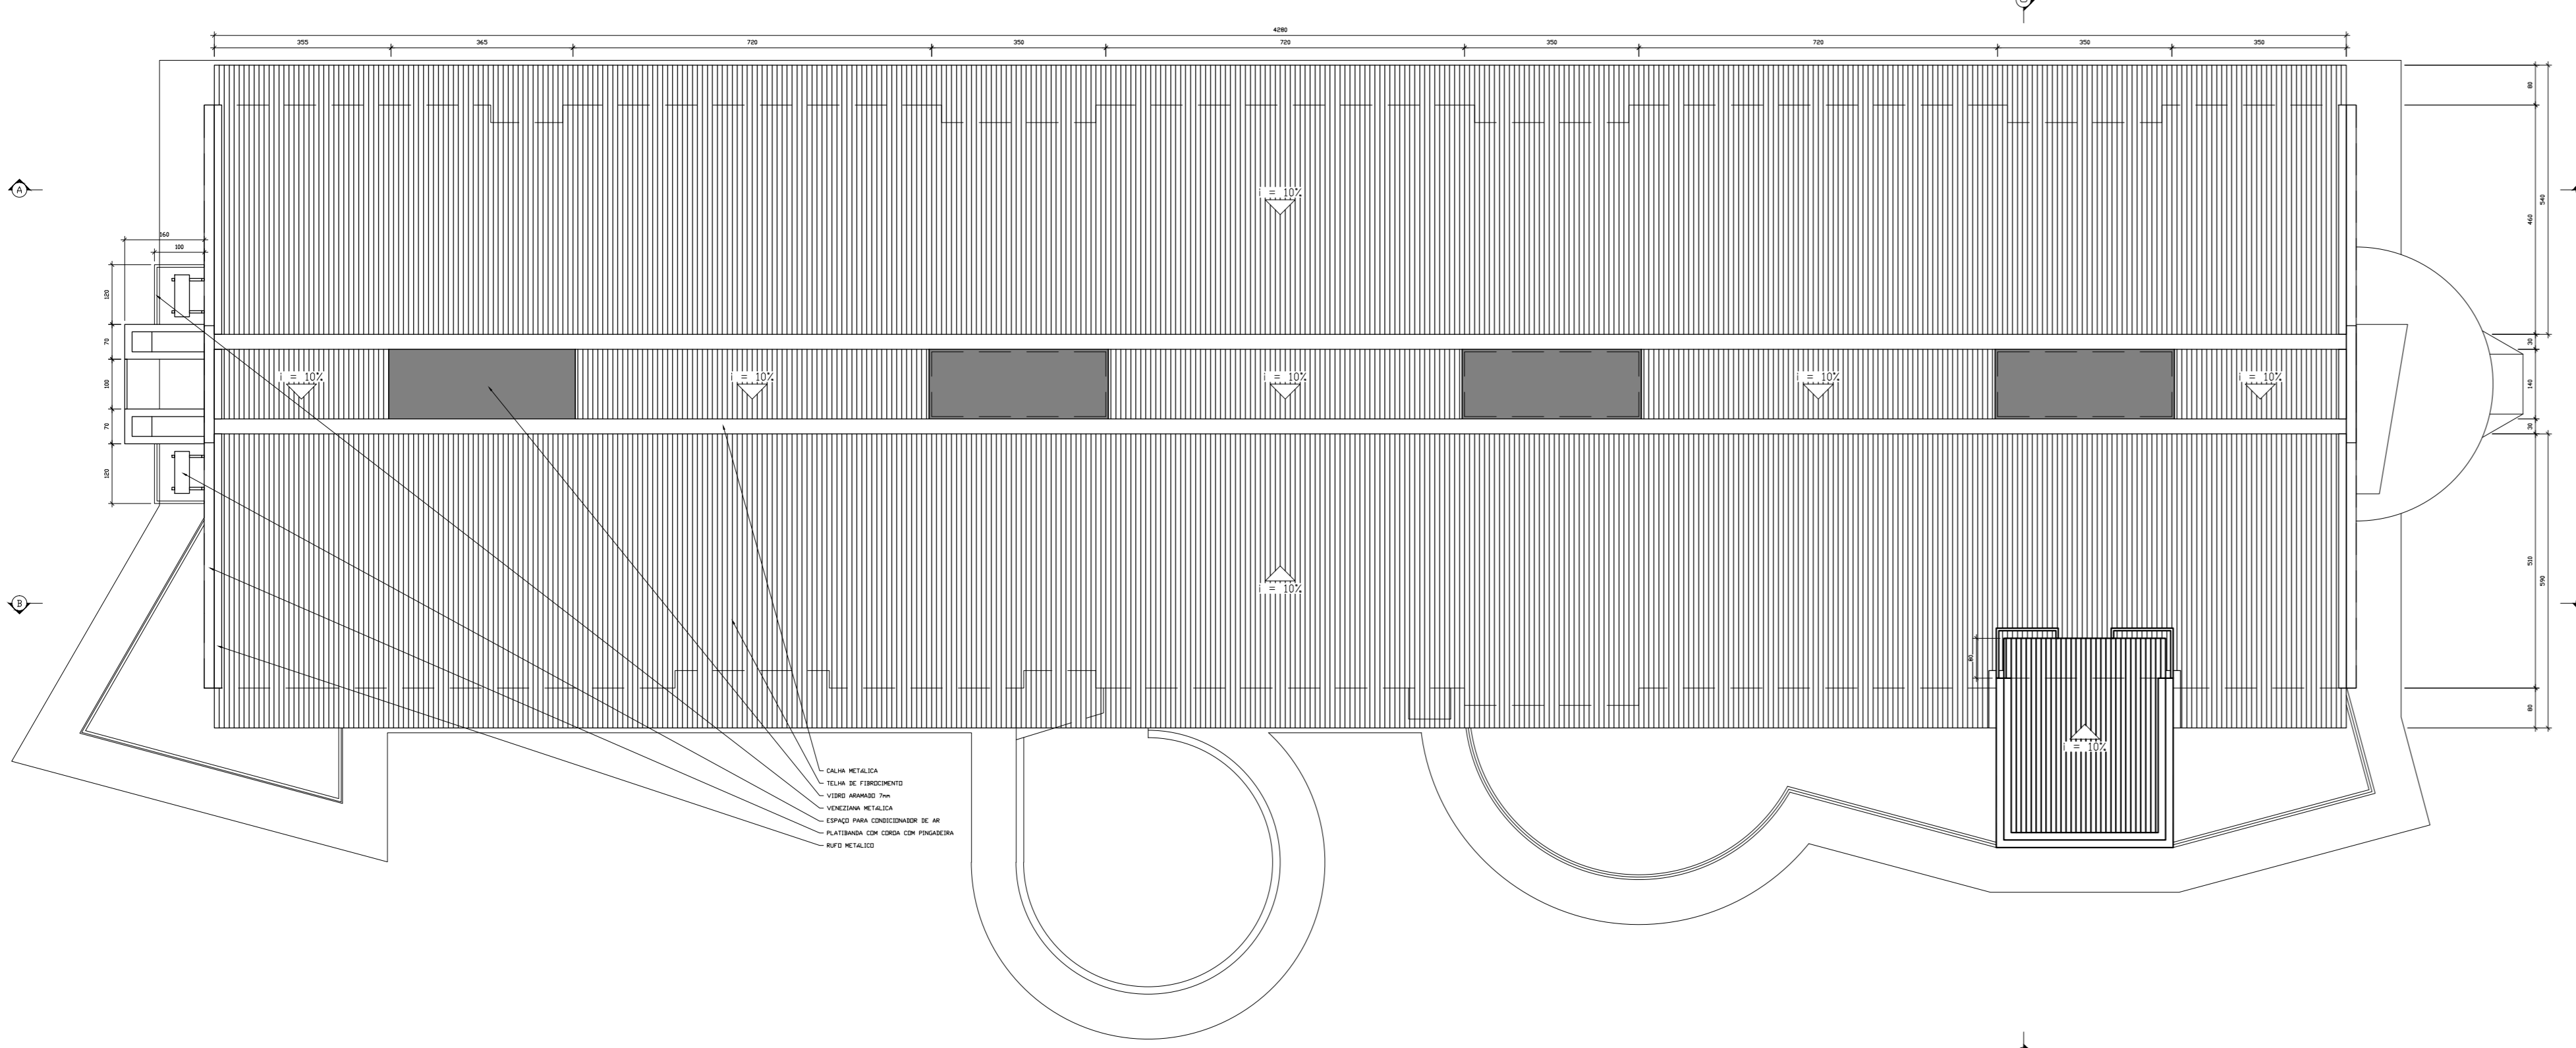 4280
355
365
720
350
720
350
720
350
350
80
540
i = 10%
A
460
160
100
120
70
30
i = 10%
i = 10%
i = 10%
i = 10%
i = 10%
100
140
70
30
120
510
590
i = 10%
B
80
80
i = 10%
CALHA METÁLICA
TELHA DE FIBROCIMENTO
VIDRO ARAMADO 7mm
VENEZIANA METÁLICA
ESPAÇO PARA CONDICIONADOR DE AR
PLATIBANDA COM COROA COM PINGADEIRA
RUFO METÁLICO